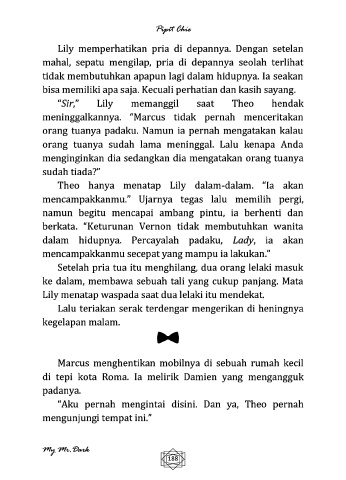 Pipit Chie
Lily memperhatikan pria di depannya. Dengan setelan
mahal, sepatu mengilap, pria di depannya seolah terlihat
tidak membutuhkan apapun lagi dalam hidupnya. Ia seakan
bisa memiliki apa saja. Kecuali perhatian dan kasih sayang.
"Sir," Lily memanggil saat Theo hendak
meninggalkannya. "Marcus tidak pernah menceritakan
orang tuanya padaku. Namun ia pernah mengatakan kalau
orang tuanya sudah lama meninggal. Lalu kenapa Anda
menginginkan dia sedangkan dia mengatakan orang tuanya
sudah tiada?"
Theo hanya menatap Lily dalam-dalam. "Ia akan
mencampakkanmu." Ujarnya tegas lalu memilih pergi,
namun begitu mencapai ambang pintu, ia berhenti dan
berkata. "Keturunan Vernon tidak membutuhkan wanita
dalam hidupnya. Percayalah padaku, Lady, ia akan
mencampakkanmu secepat yang mampu ia lakukan."
Setelah pria tua itu menghilang, dua orang lelaki masuk
ke dalam, membawa sebuah tali yang cukup panjang. Mata
Lily menatap waspada saat dua lelaki itu mendekat.
Lalu teriakan serak terdengar mengerikan di heningnya
kegelapan malam.
Marcus menghentikan mobilnya di sebuah rumah kecil
di tepi kota Roma. Ia melirik Damien yang mengangguk
padanya.
"Aku pernah mengintai disini. Dan ya, Theo pernah
mengunjungi tempat ini."
My Mr. Dark
188